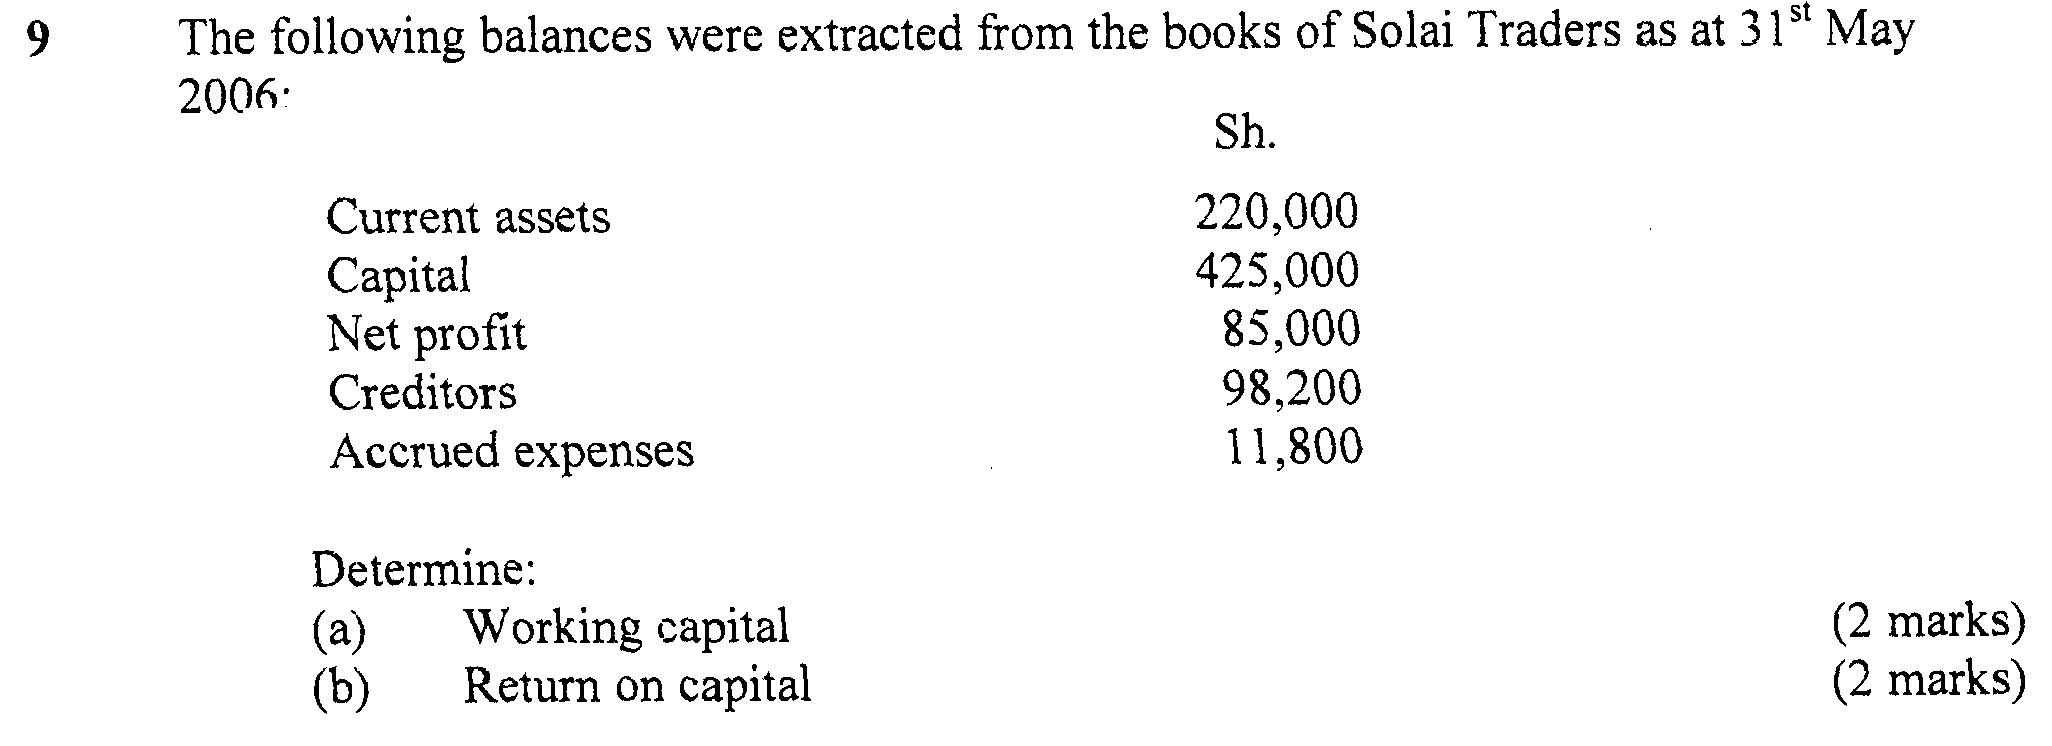 9 The following balances were extracted from the books of Solai Traders as at 31st May
2006:
Sh.
Current assets 220,000
Capital 425,000
Net profit 85,000
Creditors 98,200
Accrued expenses 11,800
Determine:
(a) Working capital (2 marks)
(b) Return on capital (2 marks)